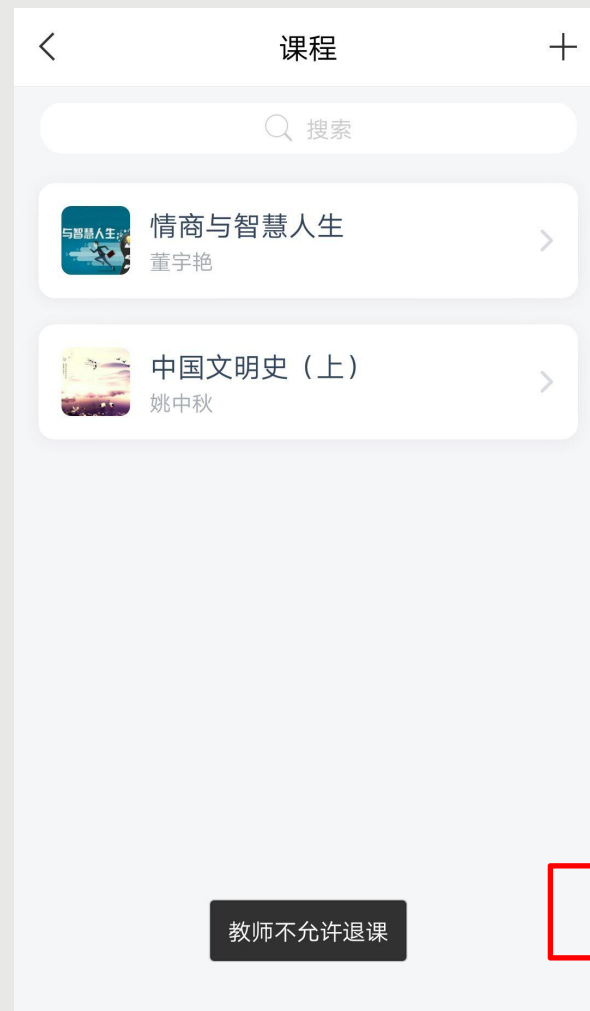 课程
搜索
与智慧人生
情商与智慧人生
董宇艳
中国文明史（上）
姚中秋
教师不允许退课